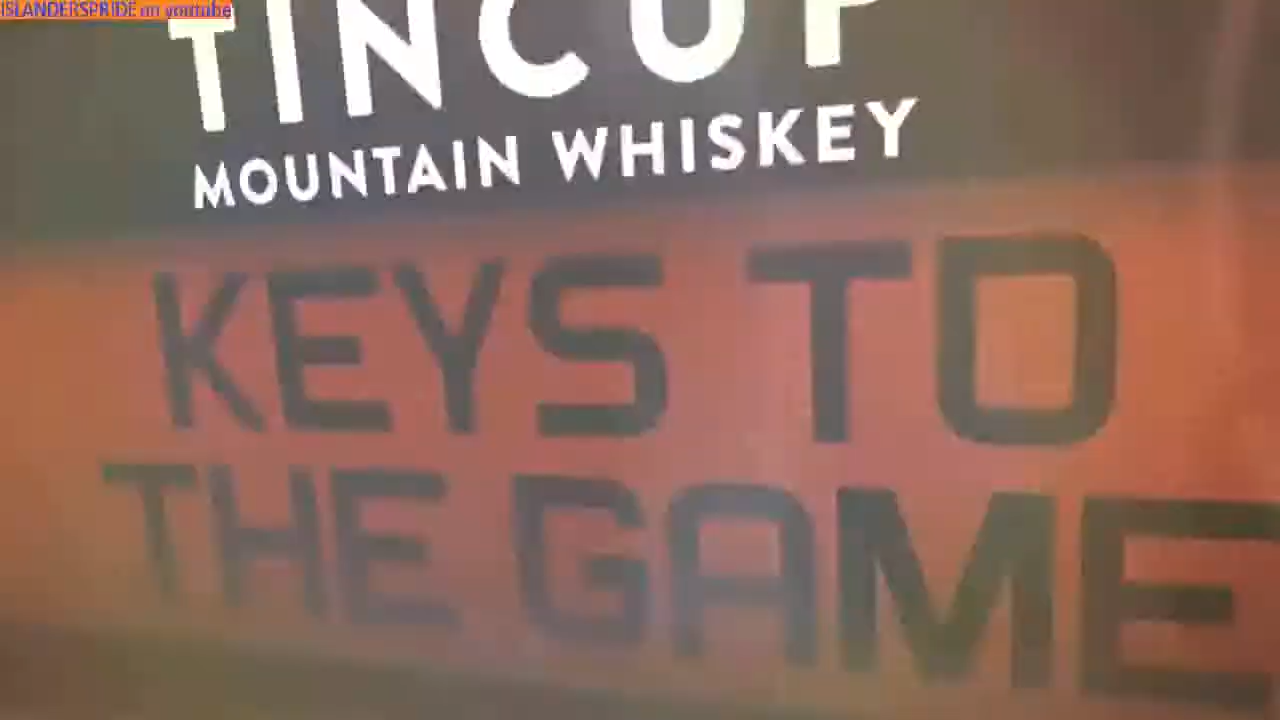 ISLANDERSPRIDE on youtube
TINCUP
MOUNTAIN WHISKEY
KEYS TO
THE GAME